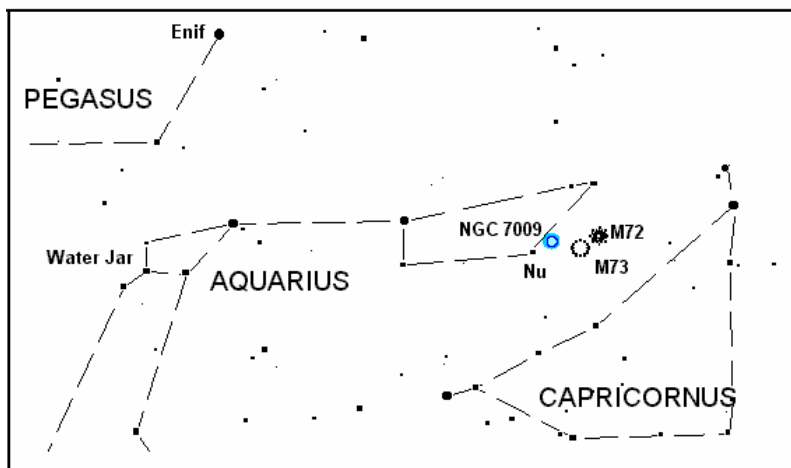 Enif
PEGASUS
NGC 7009
M72
Water Jar
Nu
M73
AQUARIUS
CAPRICORNUS